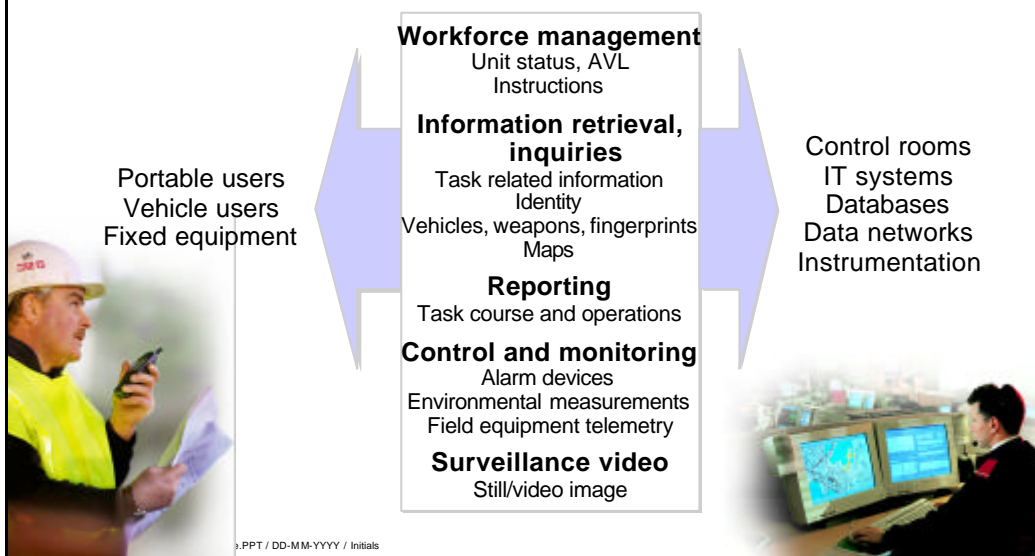 Workforce management
Unit status, AVL
Instructions
Information retrieval,
inquiries
Task related information
Identity
Vehicles, weapons, fingerprints
Maps
Reporting
Task course and operations
Control and monitoring
Alarm devices
Environmental measurements
Field equipment telemetry
Surveillance video
Still/video image
Portable users
Vehicle users
Fixed equipment
Control rooms
IT systems
Databases
Data networks
Instrumentation
e.PPT / DD-MM-YYYY / Initials